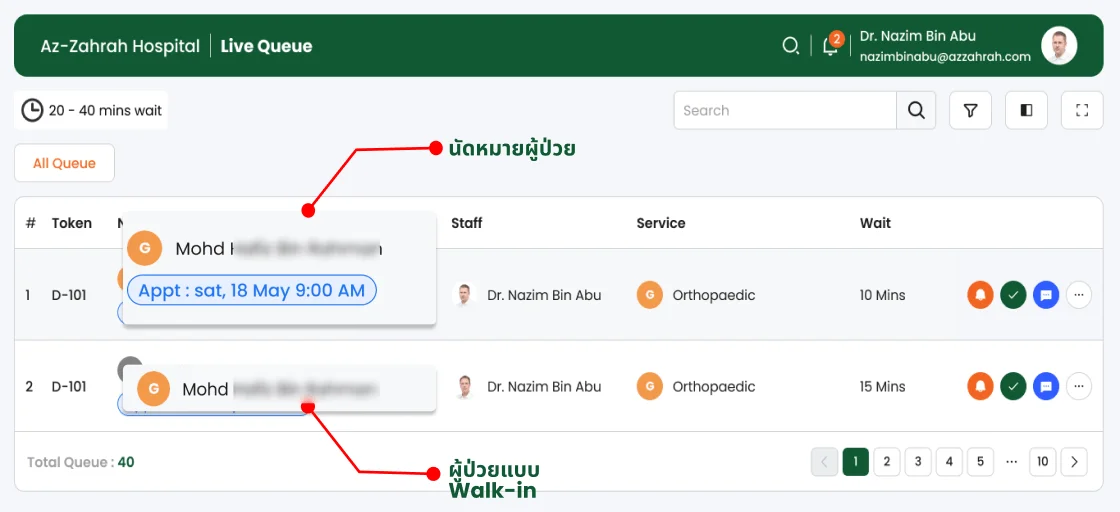 Az-Zahrah Hospital Live Queue
2
Dr. Nazim Bin Abu
nazimbinabu@azzahrah.com
20 - 40 mins wait
Search
นัดหมายผู้ป่วย
All Queue
# Token Staff Service Wait
G Mohd
Appt : sat, 18 May 9:00 AM
1 D-101 Dr. Nazim Bin Abu G Orthopaedic 10 Mins
2 D-101 G Mohd Dr. Nazim Bin Abu G Orthopaedic 15 Mins
Total Queue : 40
1 2 3 4 5 ... 10
ผู้ป่วยแบบ
Walk-in